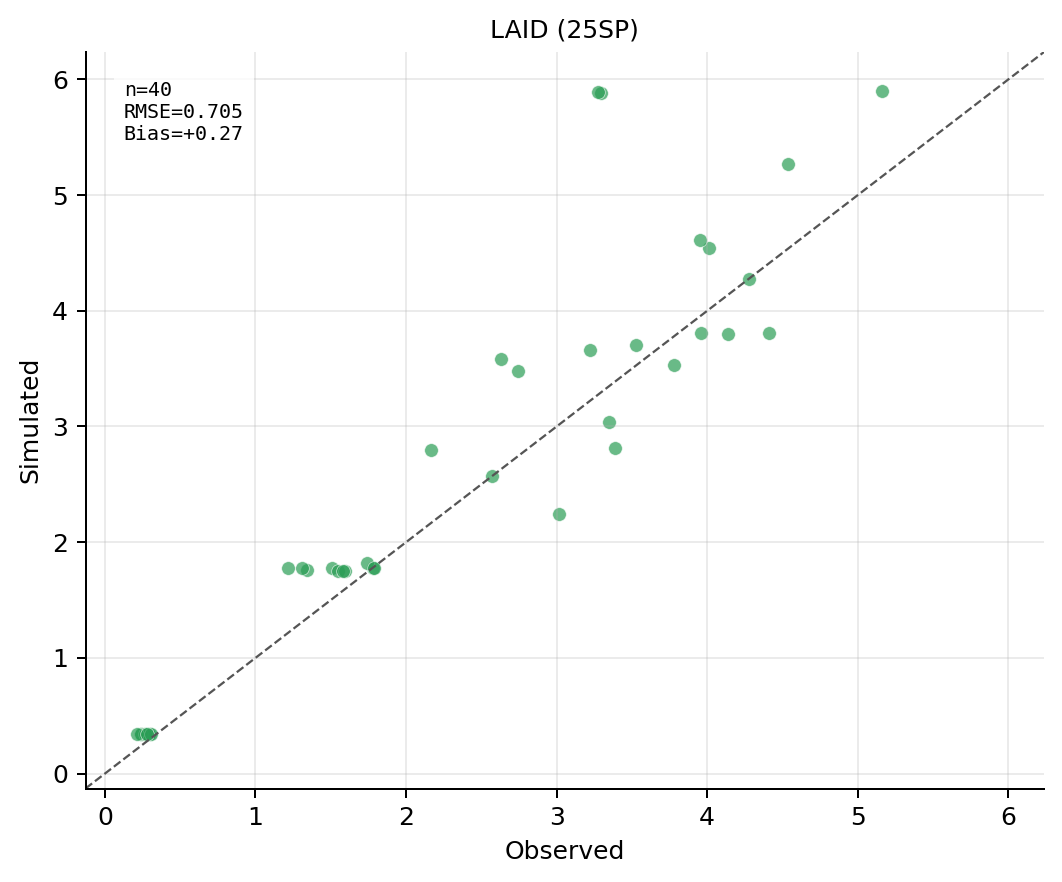 LAID (25SP)
n=40
RMSE=0.705
Bias=+0.27
6
5
4
3
2
1
0
Simulated
0 1 2 3 4 5 6
Observed